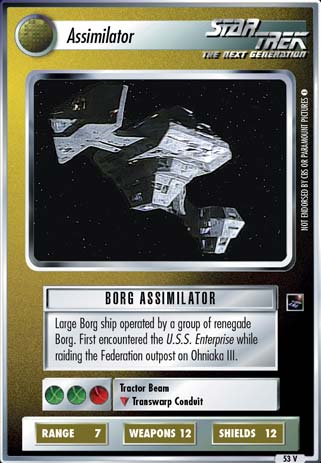 Assimilator
STAR TREK
THE NEXT GENERATION
NOT ENDORSED BY CBS OR PARAMOUNT PICTURES
BORG ASSIMILATOR
Large Borg ship operated by a group of renegade
Borg. First encountered the U.S.S. Enterprise while
raiding the Federation outpost on Ohniaka III.
Tractor Beam
Transwarp Conduit
RANGE 7
WEAPONS 12
SHIELDS 12
53 V